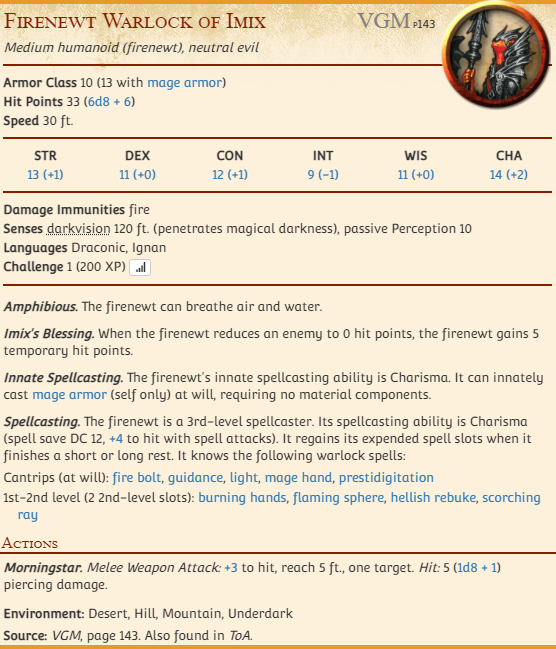 Firenewt Warlock of Imix VGM p143
Medium humanoid (firenewt), neutral evil
Armor Class 10 (13 with mage armor)
Hit Points 33 (6d8 + 6)
Speed 30 ft.
STR DEX CON INT WIS CHA
13 (+1) 11 (+0) 12 (+1) 9 (−1) 11 (+0) 14 (+2)
Damage Immunities fire
Senses darkvision 120 ft. (penetrates magical darkness), passive Perception 10
Languages Draconic, Ignan
Challenge 1 (200 XP)
Amphibious. The firenewt can breathe air and water.
Imix's Blessing. When the firenewt reduces an enemy to 0 hit points, the firenewt gains 5
temporary hit points.
Innate Spellcasting. The firenewt's innate spellcasting ability is Charisma. It can innately
cast mage armor (self only) at will, requiring no material components.
Spellcasting. The firenewt is a 3rd-level spellcaster. Its spellcasting ability is Charisma
(spell save DC 12, +4 to hit with spell attacks). It regains its expended spell slots when it
finishes a short or long rest. It knows the following warlock spells:
Cantrips (at will): fire bolt, guidance, light, mage hand, prestidigitation
1st–2nd level (2 2nd-level slots): burning hands, flaming sphere, hellish rebuke, scorching
ray
Actions
Morningstar. Melee Weapon Attack: +3 to hit, reach 5 ft., one target. Hit: 5 (1d8 + 1)
piercing damage.
Environment: Desert, Hill, Mountain, Underdark
Source: VGM, page 143. Also found in ToA.